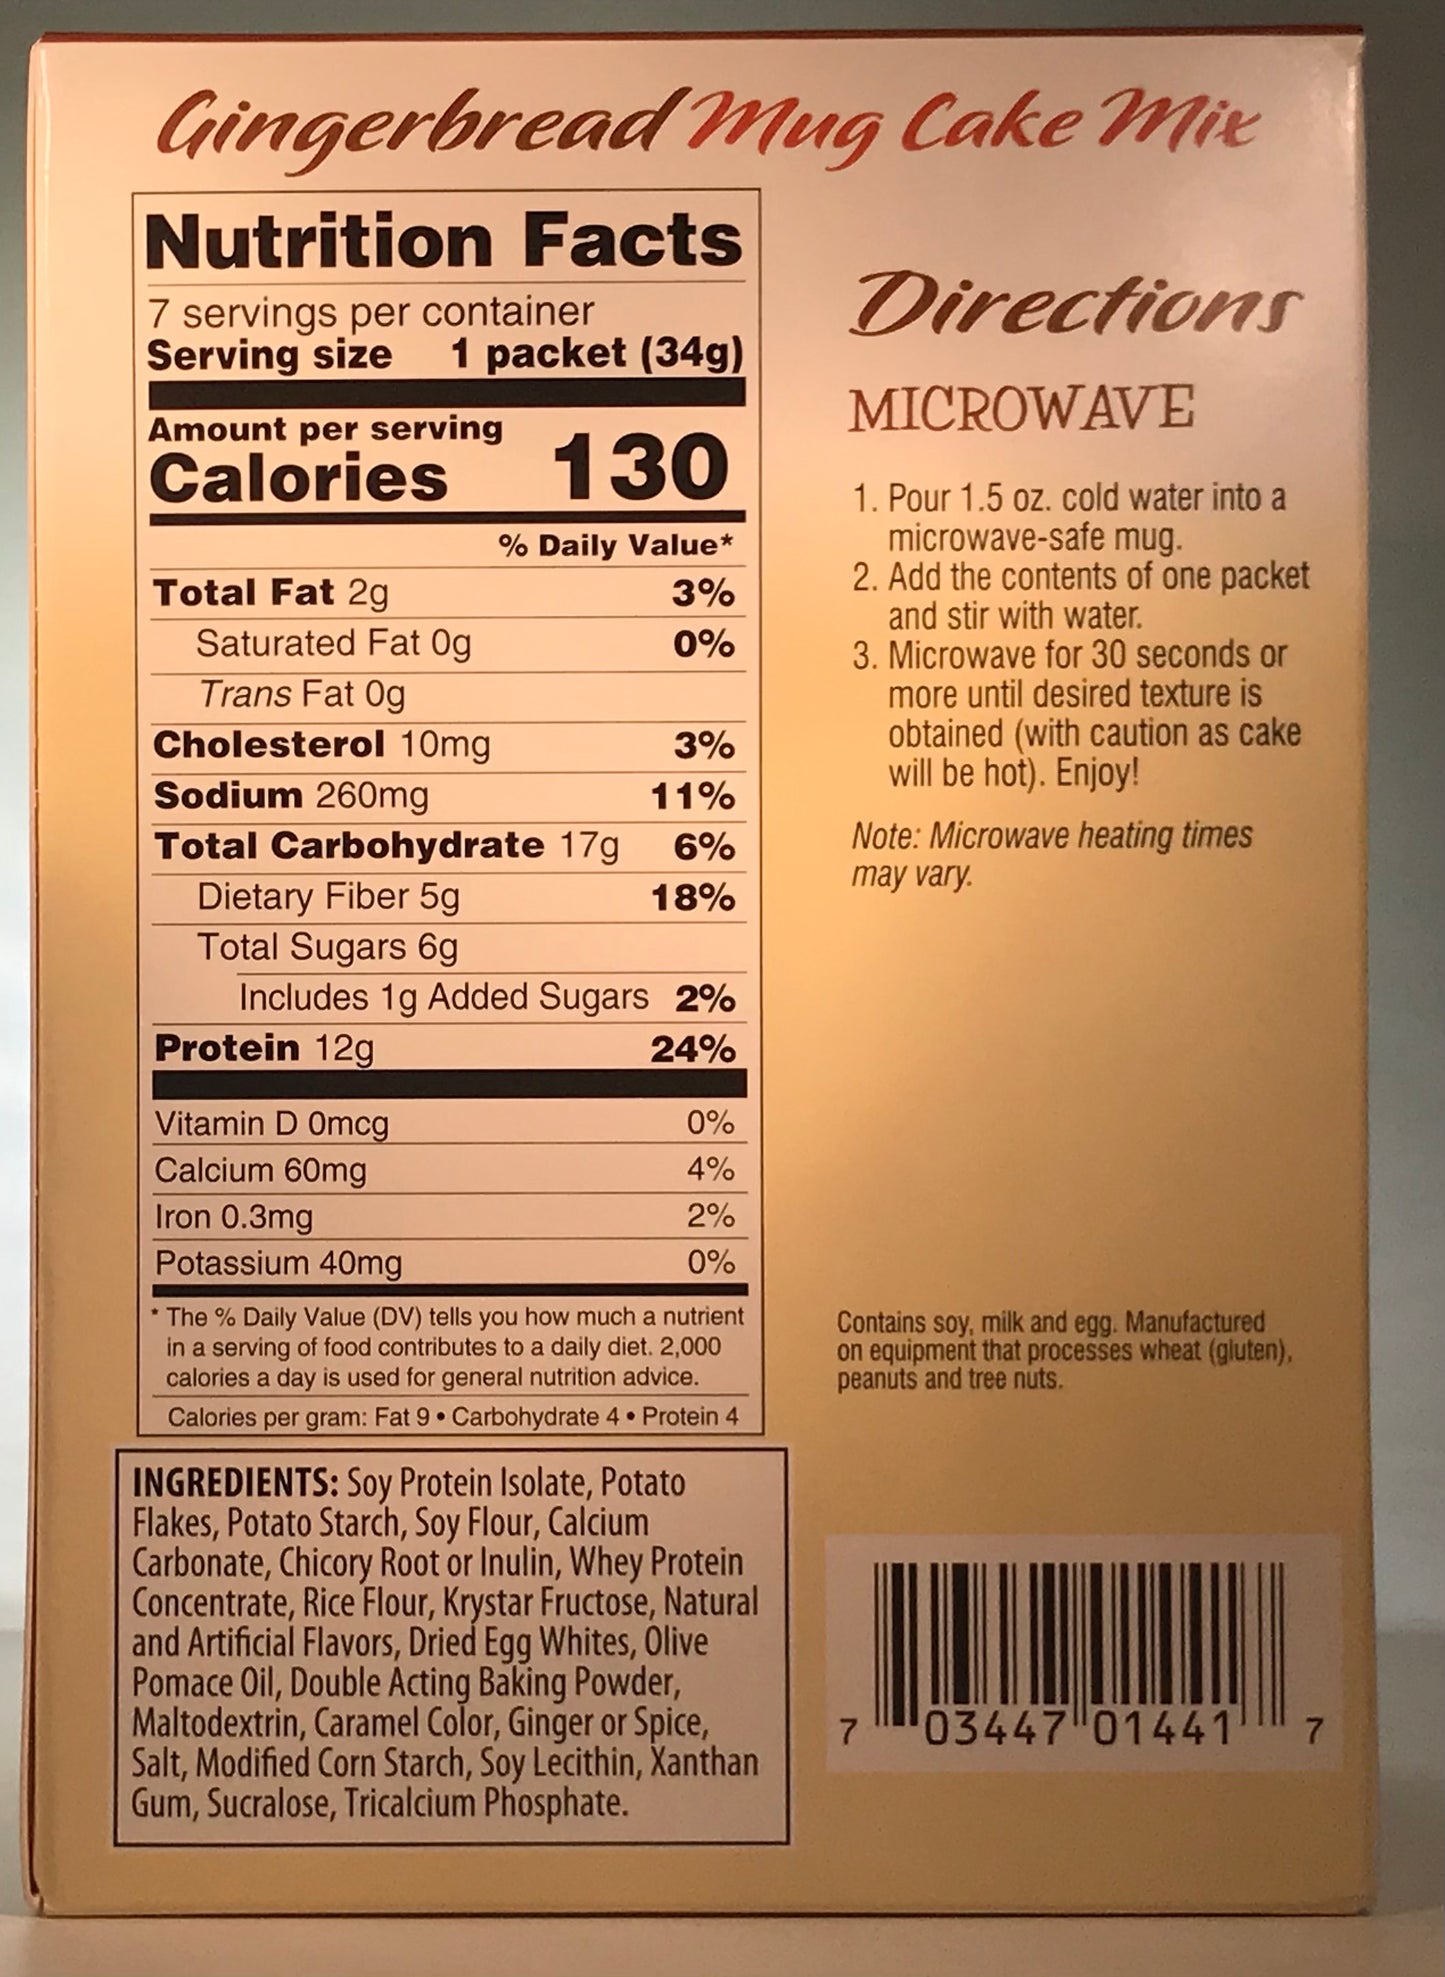 Gingerbread Mug Cake Mix
Nutrition Facts
7 servings per container
Serving size 1 packet (34g)
Amount per serving
Calories 130
% Daily Value*
Total Fat 2g 3%
Saturated Fat 0g 0%
Trans Fat 0g
Cholesterol 10mg 3%
Sodium 260mg 11%
Total Carbohydrate 17g 6%
Dietary Fiber 5g 18%
Total Sugars 6g
Includes 1g Added Sugars 2%
Protein 12g 24%
Vitamin D 0mcg 0%
Calcium 60mg 4%
Iron 0.3mg 2%
Potassium 40mg 0%
* The % Daily Value (DV) tells you how much a nutrient
in a serving of food contributes to a daily diet. 2,000
calories a day is used for general nutrition advice.
Calories per gram: Fat 9 • Carbohydrate 4 • Protein 4
INGREDIENTS: Soy Protein Isolate, Potato
Flakes, Potato Starch, Soy Flour, Calcium
Carbonate, Chicory Root or Inulin, Whey Protein
Concentrate, Rice Flour, Krystar Fructose, Natural
and Artificial Flavors, Dried Egg Whites, Olive
Pomace Oil, Double Acting Baking Powder,
Maltodextrin, Caramel Color, Ginger or Spice,
Salt, Modified Corn Starch, Soy Lecithin, Xanthan
Gum, Sucralose, Tricalcium Phosphate.
Directions
MICROWAVE
1. Pour 1.5 oz. cold water into a
microwave-safe mug.
2. Add the contents of one packet
and stir with water.
3. Microwave for 30 seconds or
more until desired texture is
obtained (with caution as cake
will be hot). Enjoy!
Note: Microwave heating times
may vary.
Contains soy, milk and egg. Manufactured
on equipment that processes wheat (gluten),
peanuts and tree nuts.
7 03447 01441 7